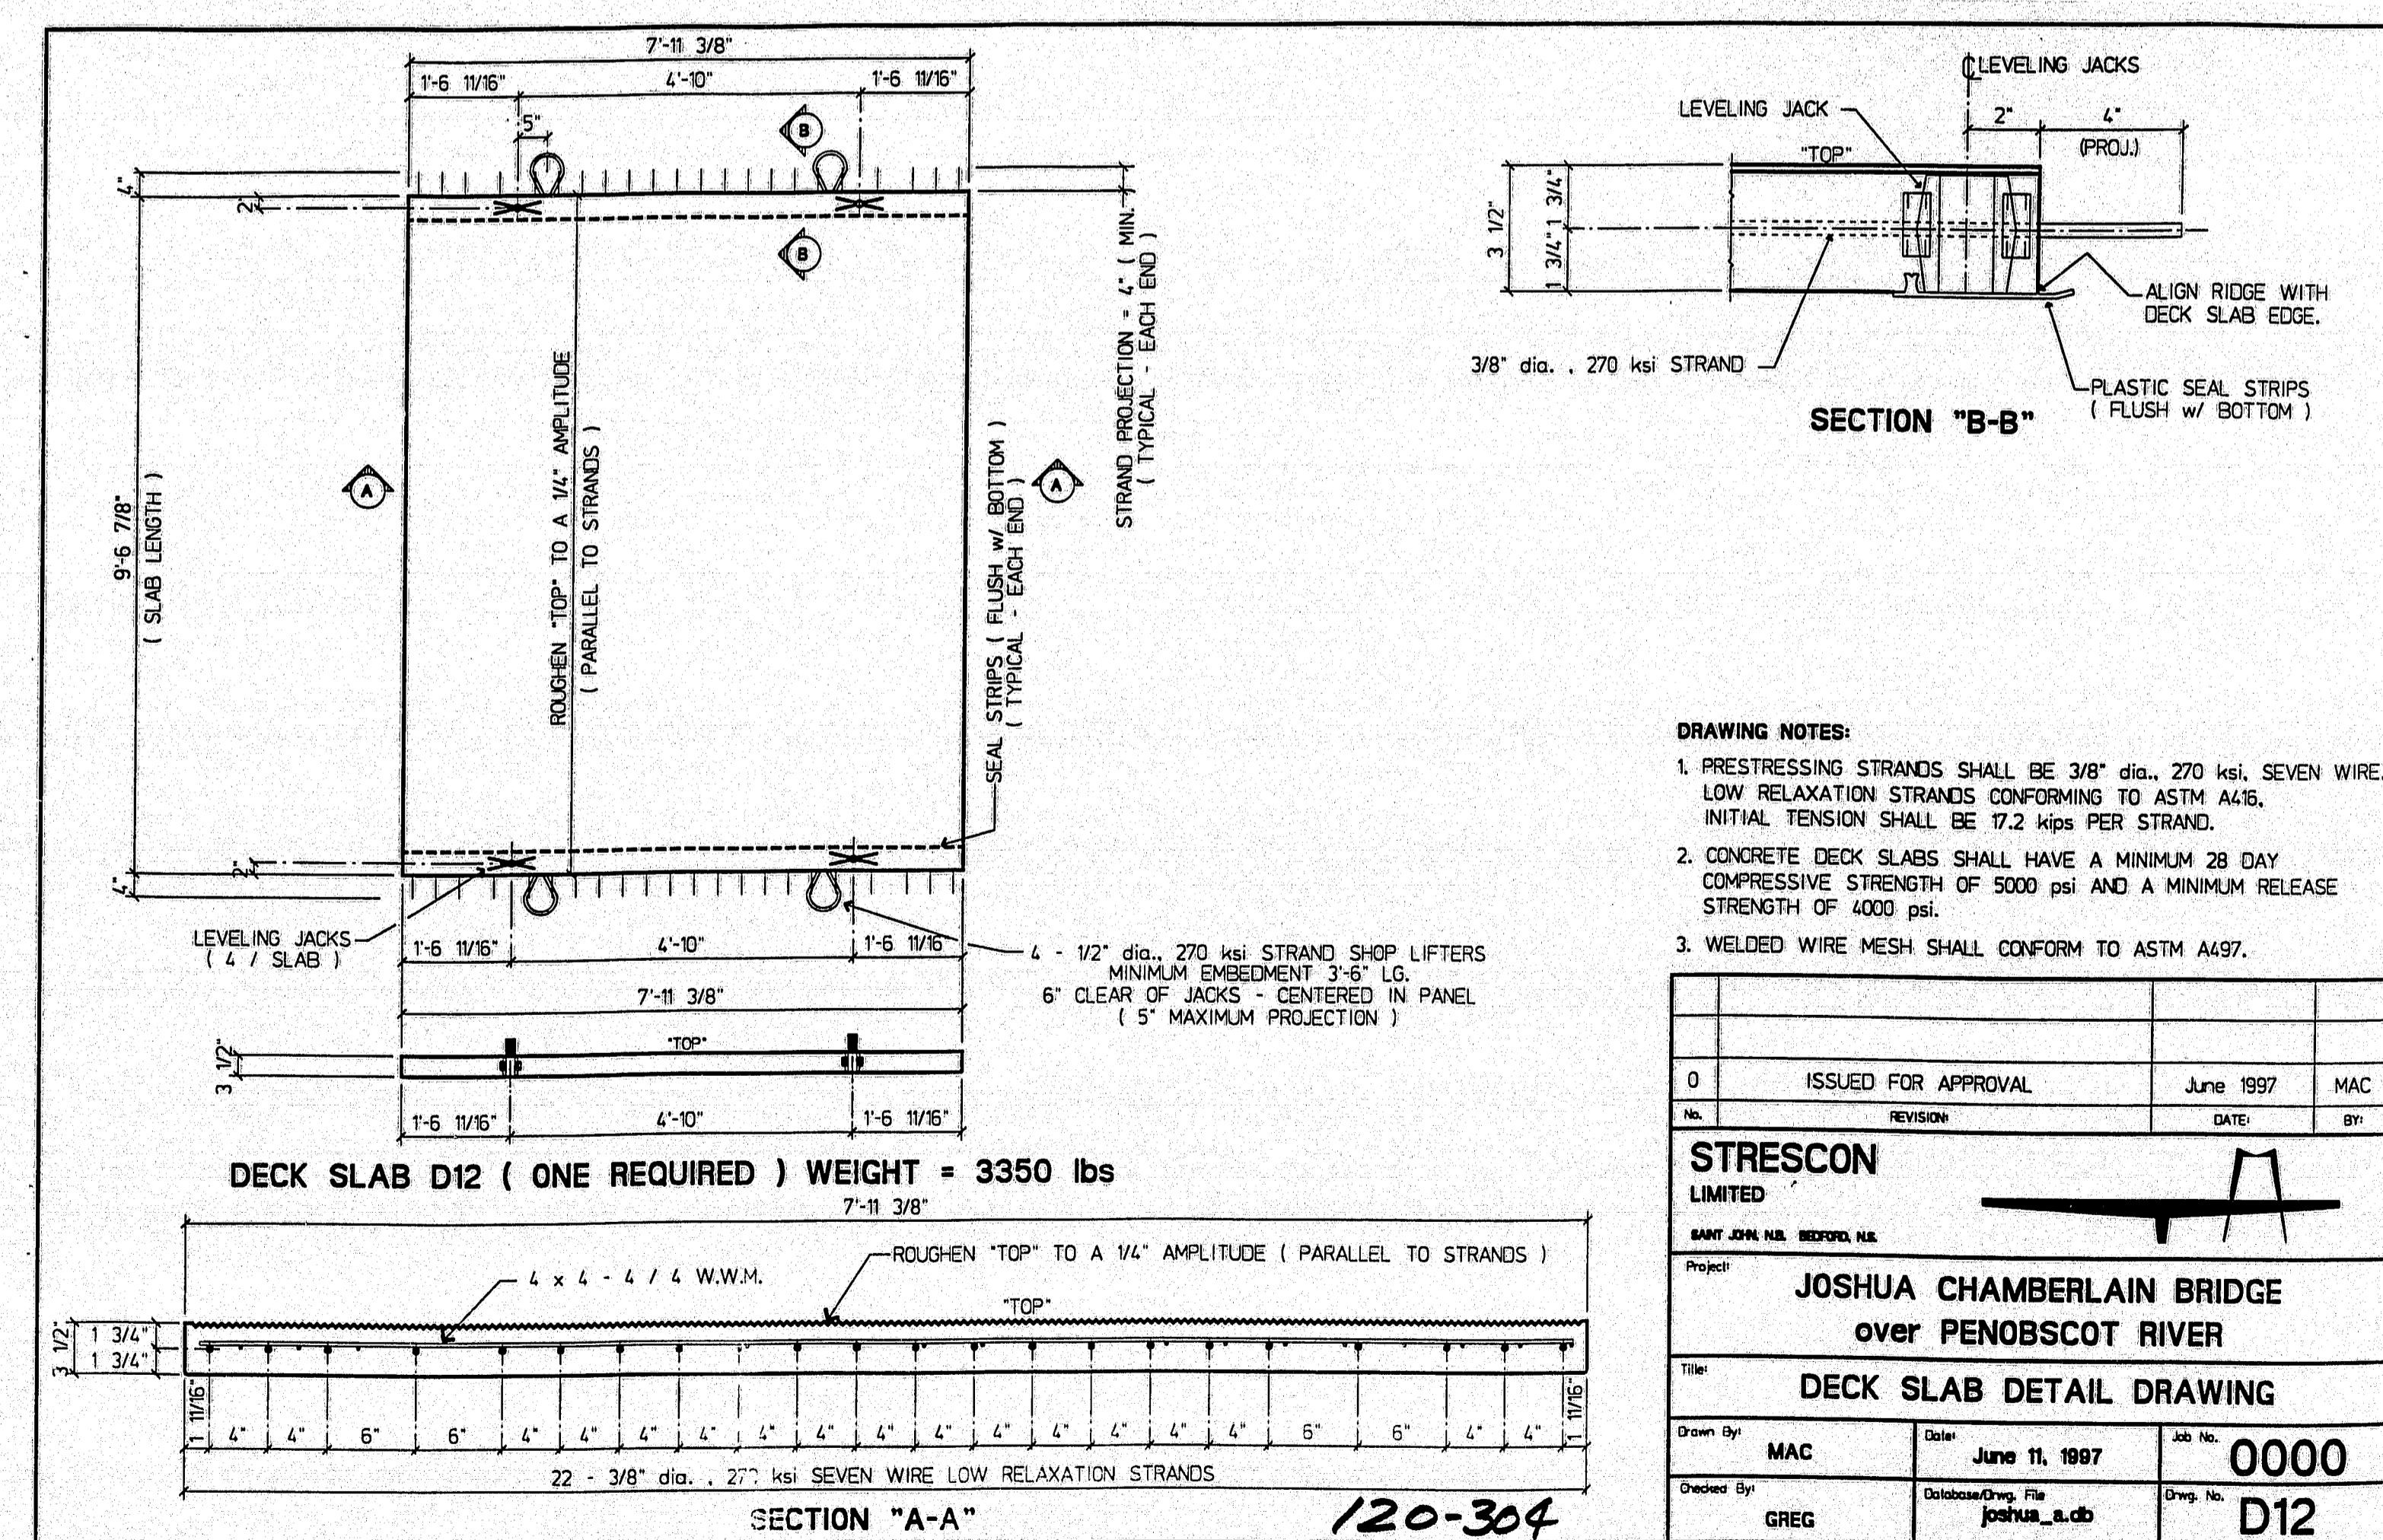 7'-11 3/8"
1'-6 11/16"
4'-10"
1'-6 11/16"
5"
B
B
4"
2"
9'-6 7/8"
( SLAB LENGTH )
A
ROUGHEN "TOP" TO A 1/4" AMPLITUDE
( PARALLEL TO STRANDS )
SEAL STRIPS ( FLUSH w/ BOTTOM )
( TYPICAL - EACH END )
A
STRAND PROJECTION = 4" ( MIN. )
( TYPICAL - EACH END )
2"
4"
LEVELING JACKS
( 4 / SLAB )
1'-6 11/16"
4'-10"
1'-6 11/16"
7'-11 3/8"
4 - 1/2" dia., 270 ksi STRAND SHOP LIFTERS
MINIMUM EMBEDMENT 3'-6" LG.
6" CLEAR OF JACKS - CENTERED IN PANEL
( 5" MAXIMUM PROJECTION )
"TOP"
3 1/2"
1'-6 11/16"
4'-10"
1'-6 11/16"
DECK SLAB D12 ( ONE REQUIRED ) WEIGHT = 3350 lbs
7'-11 3/8"
ROUGHEN "TOP" TO A 1/4" AMPLITUDE ( PARALLEL TO STRANDS )
4 x 4 - 4 / 4 W.W.M.
"TOP"
3 1/2"
1 3/4"
1 3/4"
1 11/16" 4" 4" 6" 6" 4" 4" 4" 4" 4" 4" 4" 4" 4" 4" 4" 4" 4" 6" 6" 4" 4" 1 11/16"
22 - 3/8" dia. , 270 ksi SEVEN WIRE LOW RELAXATION STRANDS
SECTION "A-A"
120-304
℄ LEVELING JACKS
LEVELING JACK
2"
4"
(PROJ.)
"TOP"
3 1/2"
1 3/4"
1 3/4"
ALIGN RIDGE WITH
DECK SLAB EDGE.
3/8" dia. , 270 ksi STRAND
PLASTIC SEAL STRIPS
( FLUSH w/ BOTTOM )
SECTION "B-B"
DRAWING NOTES:
1. PRESTRESSING STRANDS SHALL BE 3/8" dia., 270 ksi, SEVEN WIRE,
LOW RELAXATION STRANDS CONFORMING TO ASTM A416,
INITIAL TENSION SHALL BE 17.2 kips PER STRAND.
2. CONCRETE DECK SLABS SHALL HAVE A MINIMUM 28 DAY
COMPRESSIVE STRENGTH OF 5000 psi AND A MINIMUM RELEASE
STRENGTH OF 4000 psi.
3. WELDED WIRE MESH SHALL CONFORM TO ASTM A497.
0 ISSUED FOR APPROVAL June 1997 MAC
No. REVISION: DATE: BY:
STRESCON
LIMITED
SAINT JOHN, N.B. BEDFORD, N.S.
Project:
JOSHUA CHAMBERLAIN BRIDGE
over PENOBSCOT RIVER
Title:
DECK SLAB DETAIL DRAWING
Drawn By: MAC
Date: June 11, 1997
Job No. 0000
Checked By: GREG
Database/Drwg. File joshua_a.db
Drwg. No. D12